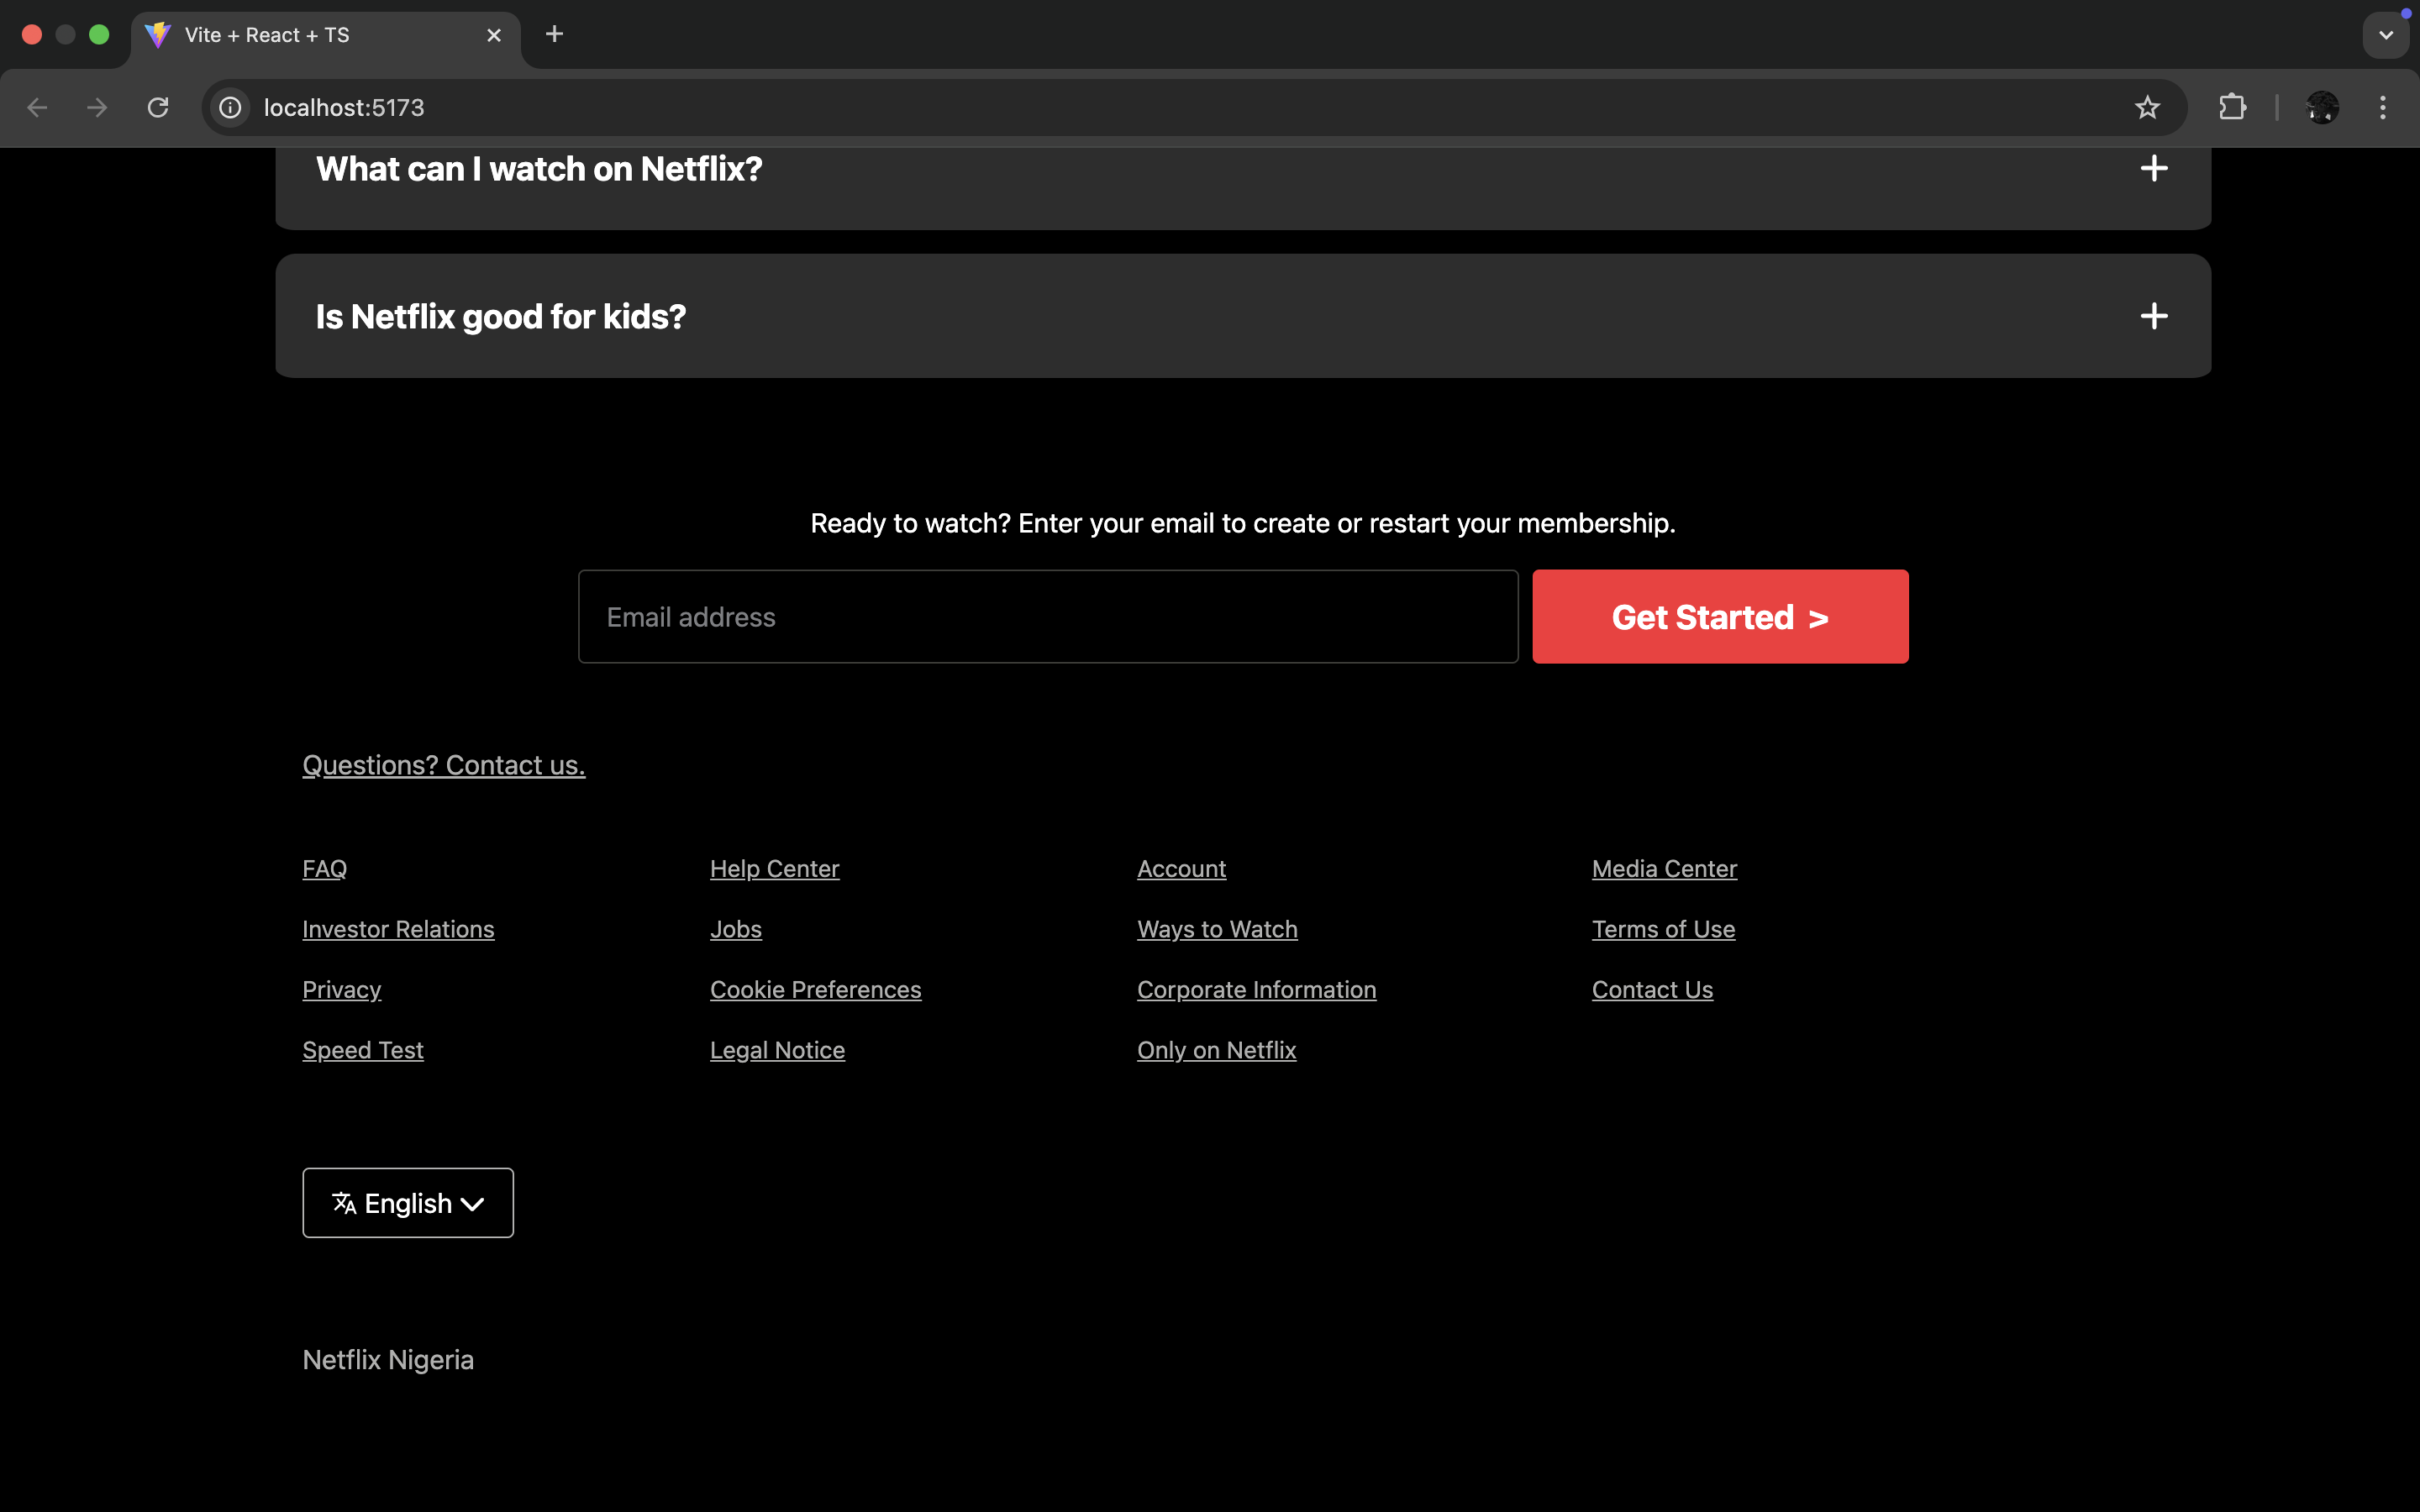 Vite + React + TS
localhost:5173
What can I watch on Netflix?
Is Netflix good for kids?
Ready to watch? Enter your email to create or restart your membership.
Email address
Get Started >
Questions? Contact us.
FAQ Help Center Account Media Center
Investor Relations Jobs Ways to Watch Terms of Use
Privacy Cookie Preferences Corporate Information Contact Us
Speed Test Legal Notice Only on Netflix
English
Netflix Nigeria